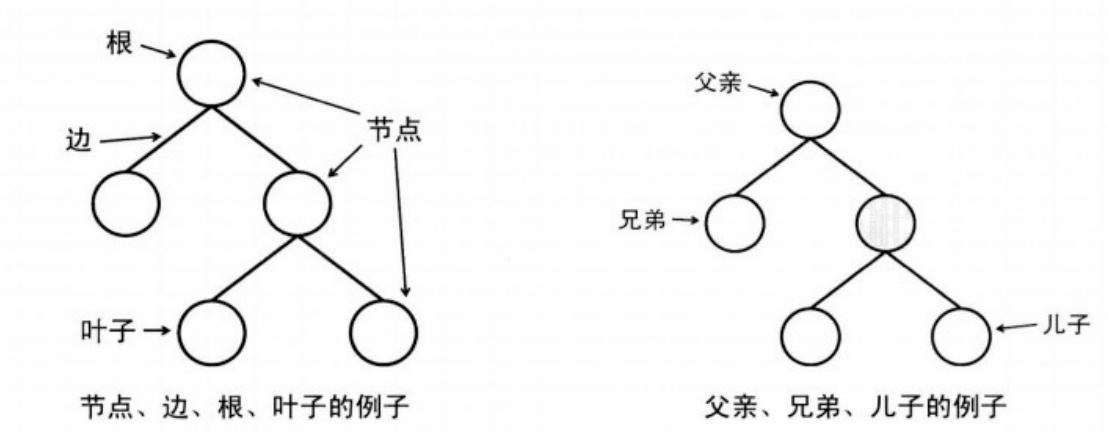 根
边
节点
叶子
节点、边、根、叶子的例子
父亲
兄弟
儿子
父亲、兄弟、儿子的例子